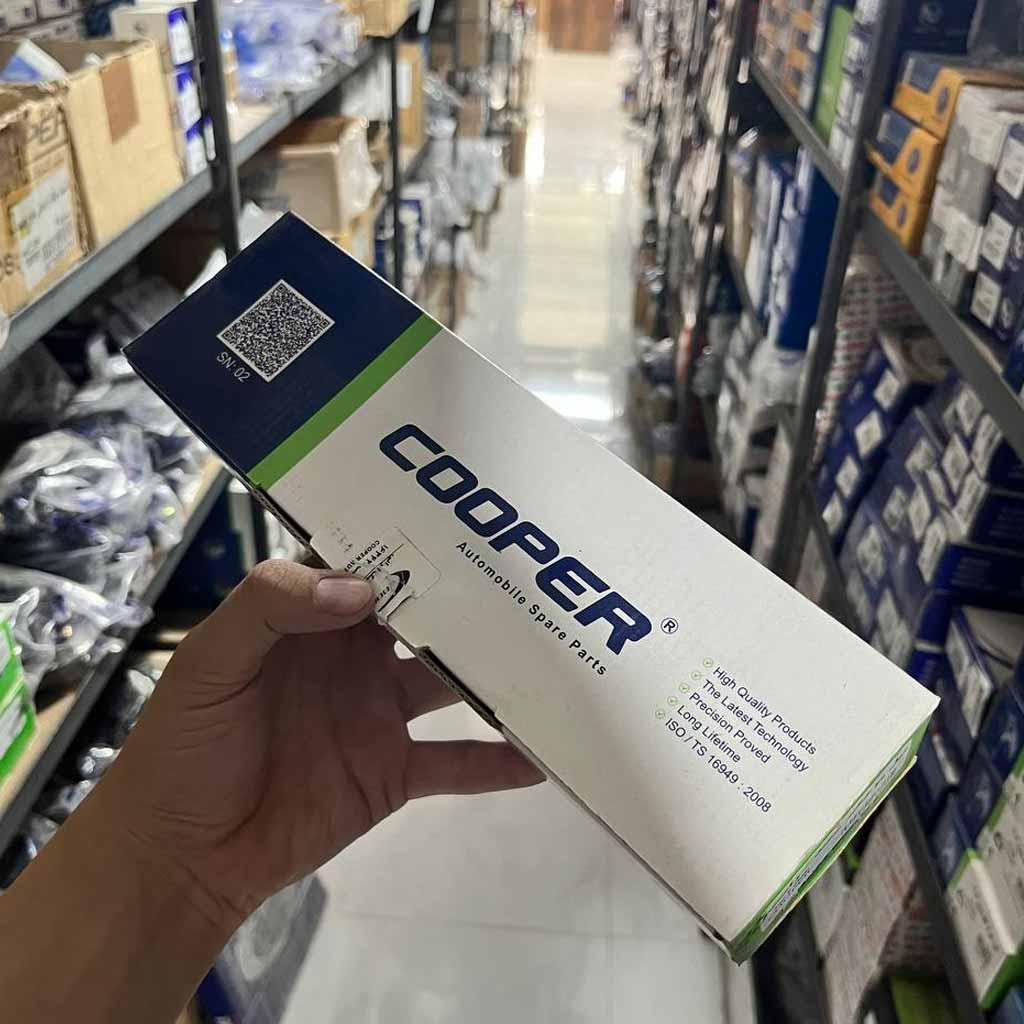 SN: 02
COOPER®
Automobile Spare Parts
High Quality Products
The Latest Technology
Precision Proved
Long Lifetime
ISO / TS 16949 : 2008